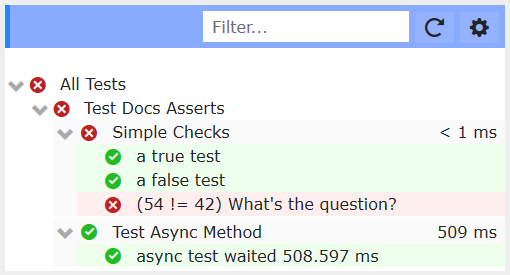 Filter...
All Tests
Test Docs Asserts
Simple Checks < 1 ms
a true test
a false test
(54 != 42) What's the question?
Test Async Method 509 ms
async test waited 508.597 ms